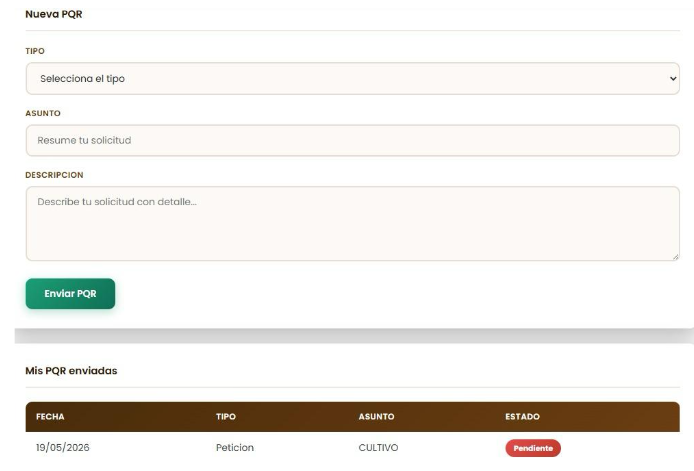 Nueva PQR
TIPO
Selecciona el tipo
ASUNTO
Resume tu solicitud
DESCRIPCION
Describe tu solicitud con detalle...
Enviar PQR
Mis PQR enviadas
FECHA TIPO ASUNTO ESTADO
19/05/2026 Peticion CULTIVO Pendiente